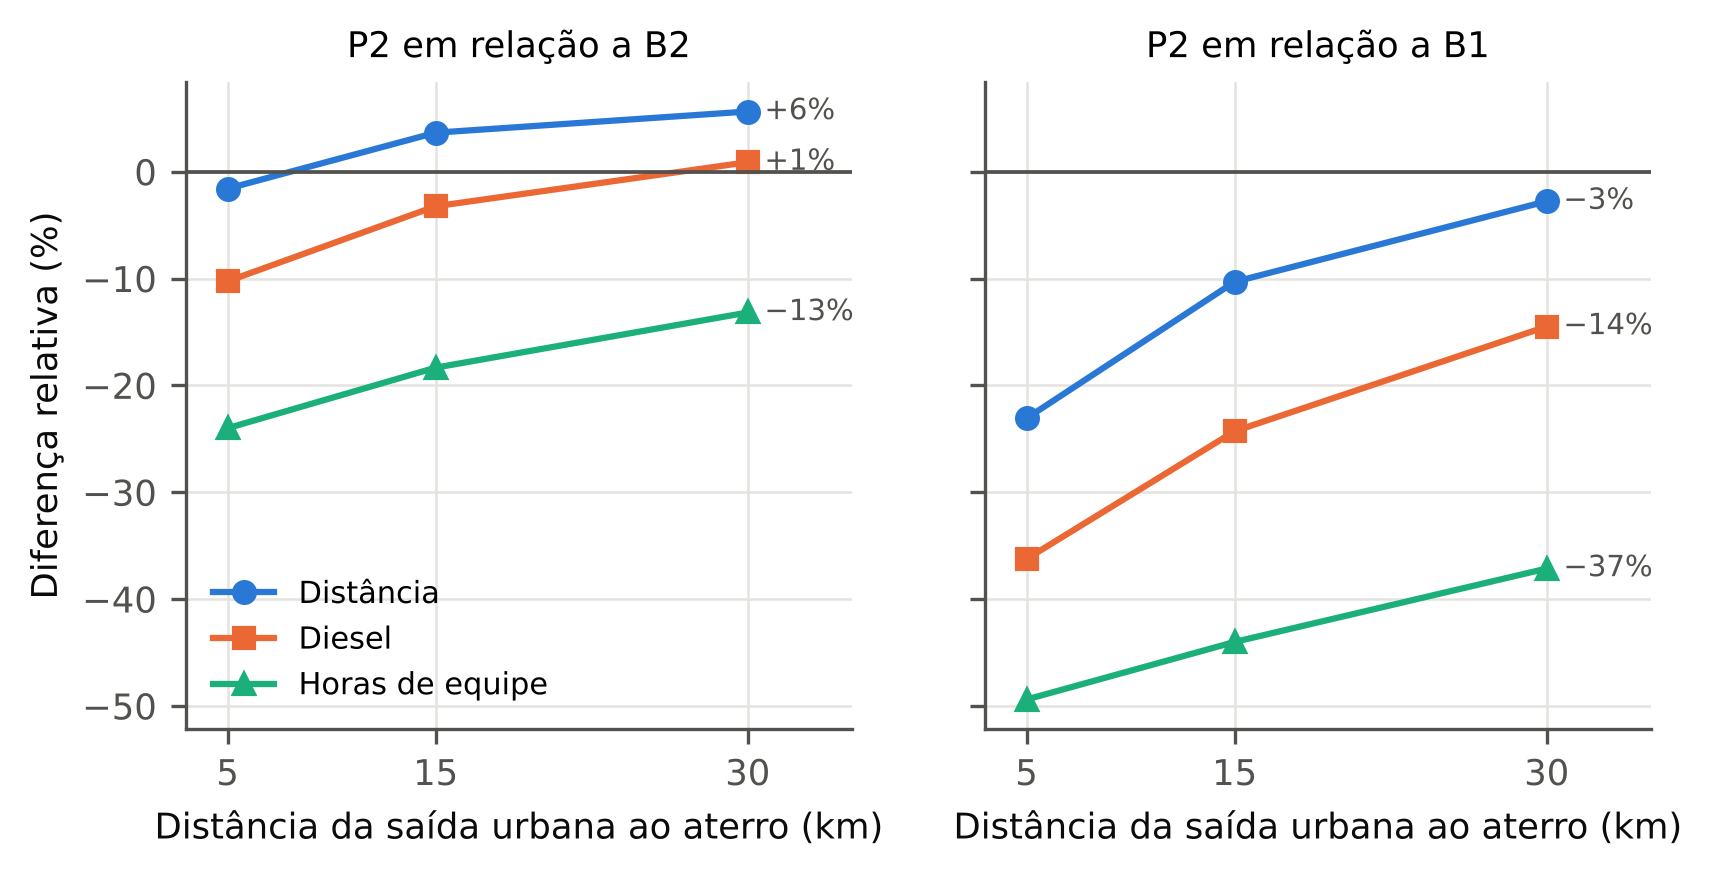 P2 em relação a B2
P2 em relação a B1
Diferença relativa (%)
0
−10
−20
−30
−40
−50
+6%
+1%
−13%
Distância
Diesel
Horas de equipe
5 15 30
Distância da saída urbana ao aterro (km)
−3%
−14%
−37%
5 15 30
Distância da saída urbana ao aterro (km)